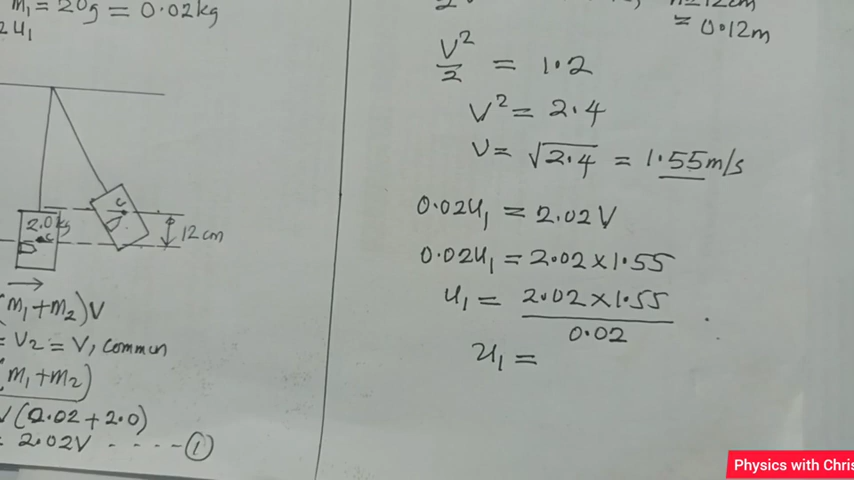 m₁ = 20g = 0.02kg
2u₁
2.0kg
c
c
12cm
(m₁+m₂)V
= V₂ = V, common
(m₁+m₂)
V(0.02+2.0)
= 2.02V - - - - - ①
h=12cm
= 0.12m
V²/2 = 1.2
V² = 2.4
V = √2.4 = 1.55m/s
0.02u₁ = 2.02V
0.02u₁ = 2.02×1.55
u₁ = 2.02×1.55
0.02
u₁ =
Physics with Chris